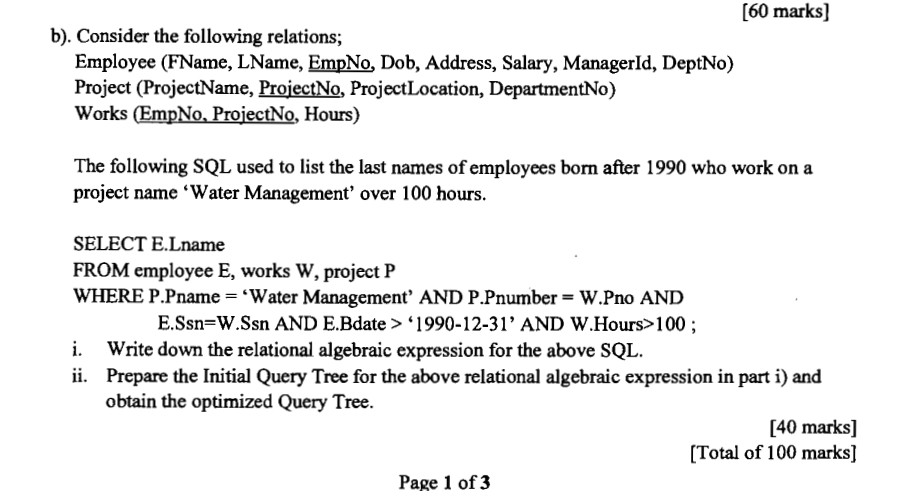 [60 marks]
b). Consider the following relations;
Employee (FName, LName, EmpNo, Dob, Address, Salary, ManagerId, DeptNo)
Project (ProjectName, ProjectNo, ProjectLocation, DepartmentNo)
Works (EmpNo, ProjectNo, Hours)
The following SQL used to list the last names of employees born after 1990 who work on a
project name ‘Water Management’ over 100 hours.
SELECT E.Lname
FROM employee E, works W, project P
WHERE P.Pname = ‘Water Management’ AND P.Pnumber = W.Pno AND
E.Ssn=W.Ssn AND E.Bdate > ‘1990-12-31’ AND W.Hours>100 ;
i. Write down the relational algebraic expression for the above SQL.
ii. Prepare the Initial Query Tree for the above relational algebraic expression in part i) and
obtain the optimized Query Tree.
[40 marks]
[Total of 100 marks]
Page 1 of 3